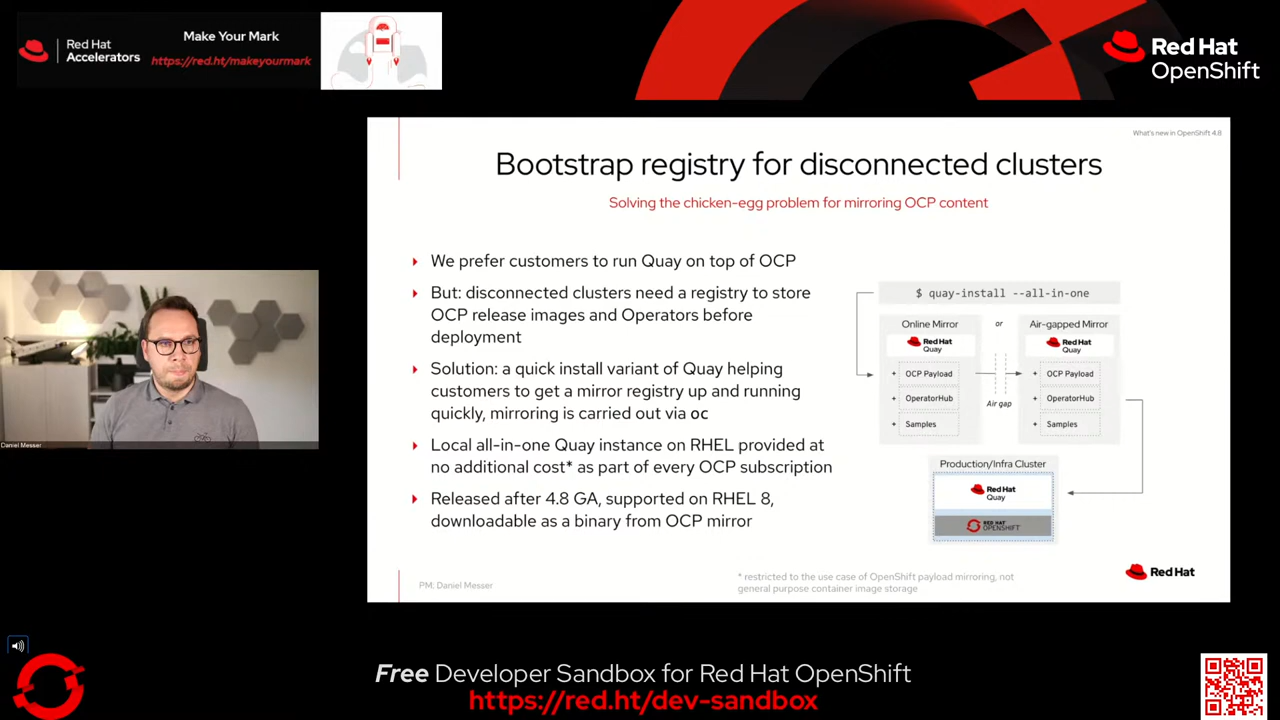 Red Hat
Accelerators
Make Your Mark
https://red.ht/makeyourmark
Red Hat
OpenShift
What's new in OpenShift 4.8
Bootstrap registry for disconnected clusters
Solving the chicken-egg problem for mirroring OCP content
We prefer customers to run Quay on top of OCP
But: disconnected clusters need a registry to store
OCP release images and Operators before
deployment
Solution: a quick install variant of Quay helping
customers to get a mirror registry up and running
quickly, mirroring is carried out via oc
Local all-in-one Quay instance on RHEL provided at
no additional cost* as part of every OCP subscription
Released after 4.8 GA, supported on RHEL 8,
downloadable as a binary from OCP mirror
$ quay-install --all-in-one
Online Mirror
or
Air-gapped Mirror
Red Hat
Quay
Red Hat
Quay
+ OCP Payload
+ OCP Payload
+ OperatorHub
Air gap
+ OperatorHub
+ Samples
+ Samples
Production/Infra Cluster
Red Hat
Quay
RED HAT
OPENSHIFT
PM: Daniel Messer
* restricted to the use case of OpenShift payload mirroring, not
general purpose container image storage
Red Hat
Daniel Messer
Free Developer Sandbox for Red Hat OpenShift
https://red.ht/dev-sandbox